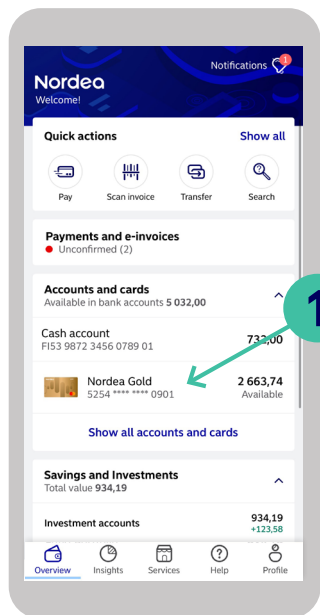 Notifications 1
Nordea
Welcome!
Quick actions Show all
Pay Scan invoice Transfer Search
Payments and e-invoices
Unconfirmed (2)
Accounts and cards
Available in bank accounts 5 032,00
1
Cash account 732,00
FI53 9872 3456 0789 01
Nordea Gold 2 663,74
5254 **** **** 0901 Available
Show all accounts and cards
Savings and Investments
Total value 934,19
Investment accounts 934,19
+123,58
Overview Insights Services Help Profile